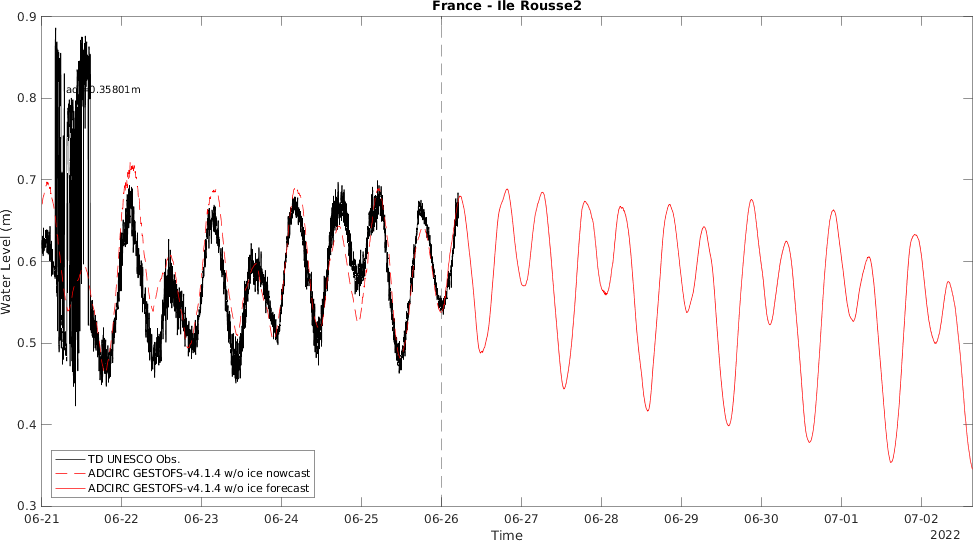 France - Ile Rousse2
0.9
0.8
0.7
0.6
0.5
0.4
0.3
Water Level (m)
0.35801m
TD UNESCO Obs.
ADCIRC GESTOFS-v4.1.4 w/o ice nowcast
ADCIRC GESTOFS-v4.1.4 w/o ice forecast
06-21 06-22 06-23 06-24 06-25 06-26 06-27 06-28 06-29 06-30 07-01 07-02
Time
2022